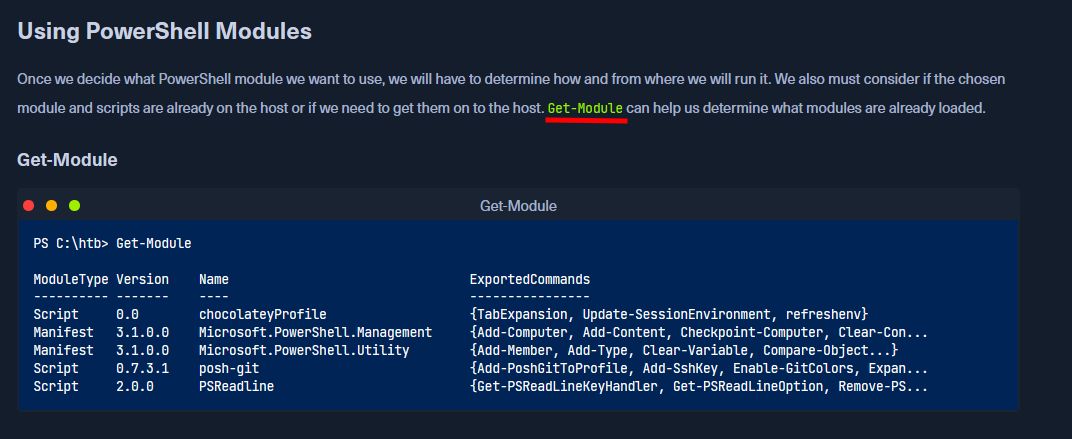 Using PowerShell Modules
Once we decide what PowerShell module we want to use, we will have to determine how and from where we will run it. We also must consider if the chosen
module and scripts are already on the host or if we need to get them on to the host. Get-Module can help us determine what modules are already loaded.
Get-Module
Get-Module
PS C:\htb> Get-Module
ModuleType Version    Name                                ExportedCommands
---------- -------    ----                                ----------------
Script     0.0        chocolateyProfile                   {TabExpansion, Update-SessionEnvironment, refreshenv}
Manifest   3.1.0.0    Microsoft.PowerShell.Management     {Add-Computer, Add-Content, Checkpoint-Computer, Clear-Con...
Manifest   3.1.0.0    Microsoft.PowerShell.Utility        {Add-Member, Add-Type, Clear-Variable, Compare-Object...}
Script     0.7.3.1    posh-git                            {Add-PoshGitToProfile, Add-SshKey, Enable-GitColors, Expan...
Script     2.0.0      PSReadline                          {Get-PSReadLineKeyHandler, Get-PSReadLineOption, Remove-PS...